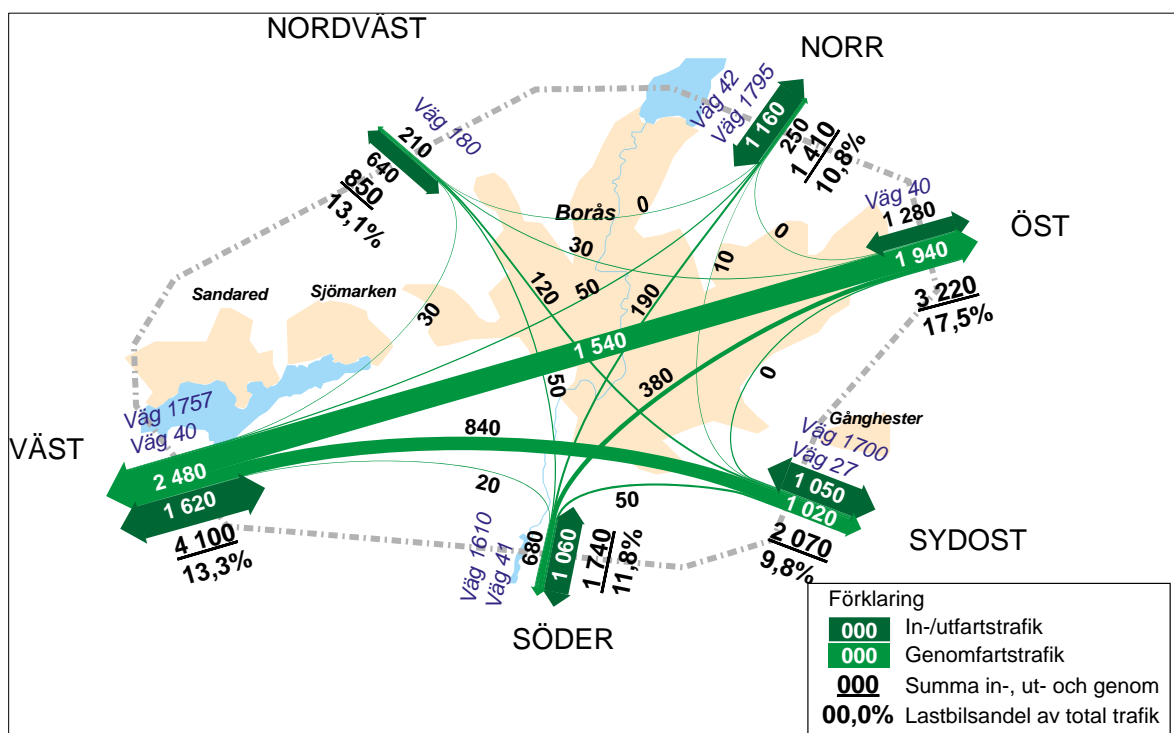 NORDVÄST
NORR
Väg 180
210
640
850
13,1%
Väg 42
Väg 1795
1 160
250
1 410
10,8%
Väg 40
1 280
1 940
ÖST
3 220
17,5%
Borås
0
0
30
10
50
120
190
Sandared
Sjömarken
30
1 540
50
380
0
Gånghester
Väg 1757
Väg 40
VÄST
2 480
1 620
4 100
13,3%
840
20
50
Väg 1700
Väg 27
1 050
1 020
2 070
9,8%
SYDOST
Väg 1610
Väg 41
680
1 060
1 740
11,8%
SÖDER
Förklaring
000 In-/utfartstrafik
000 Genomfartstrafik
000 Summa in-, ut- och genom
00,0% Lastbilsandel av total trafik